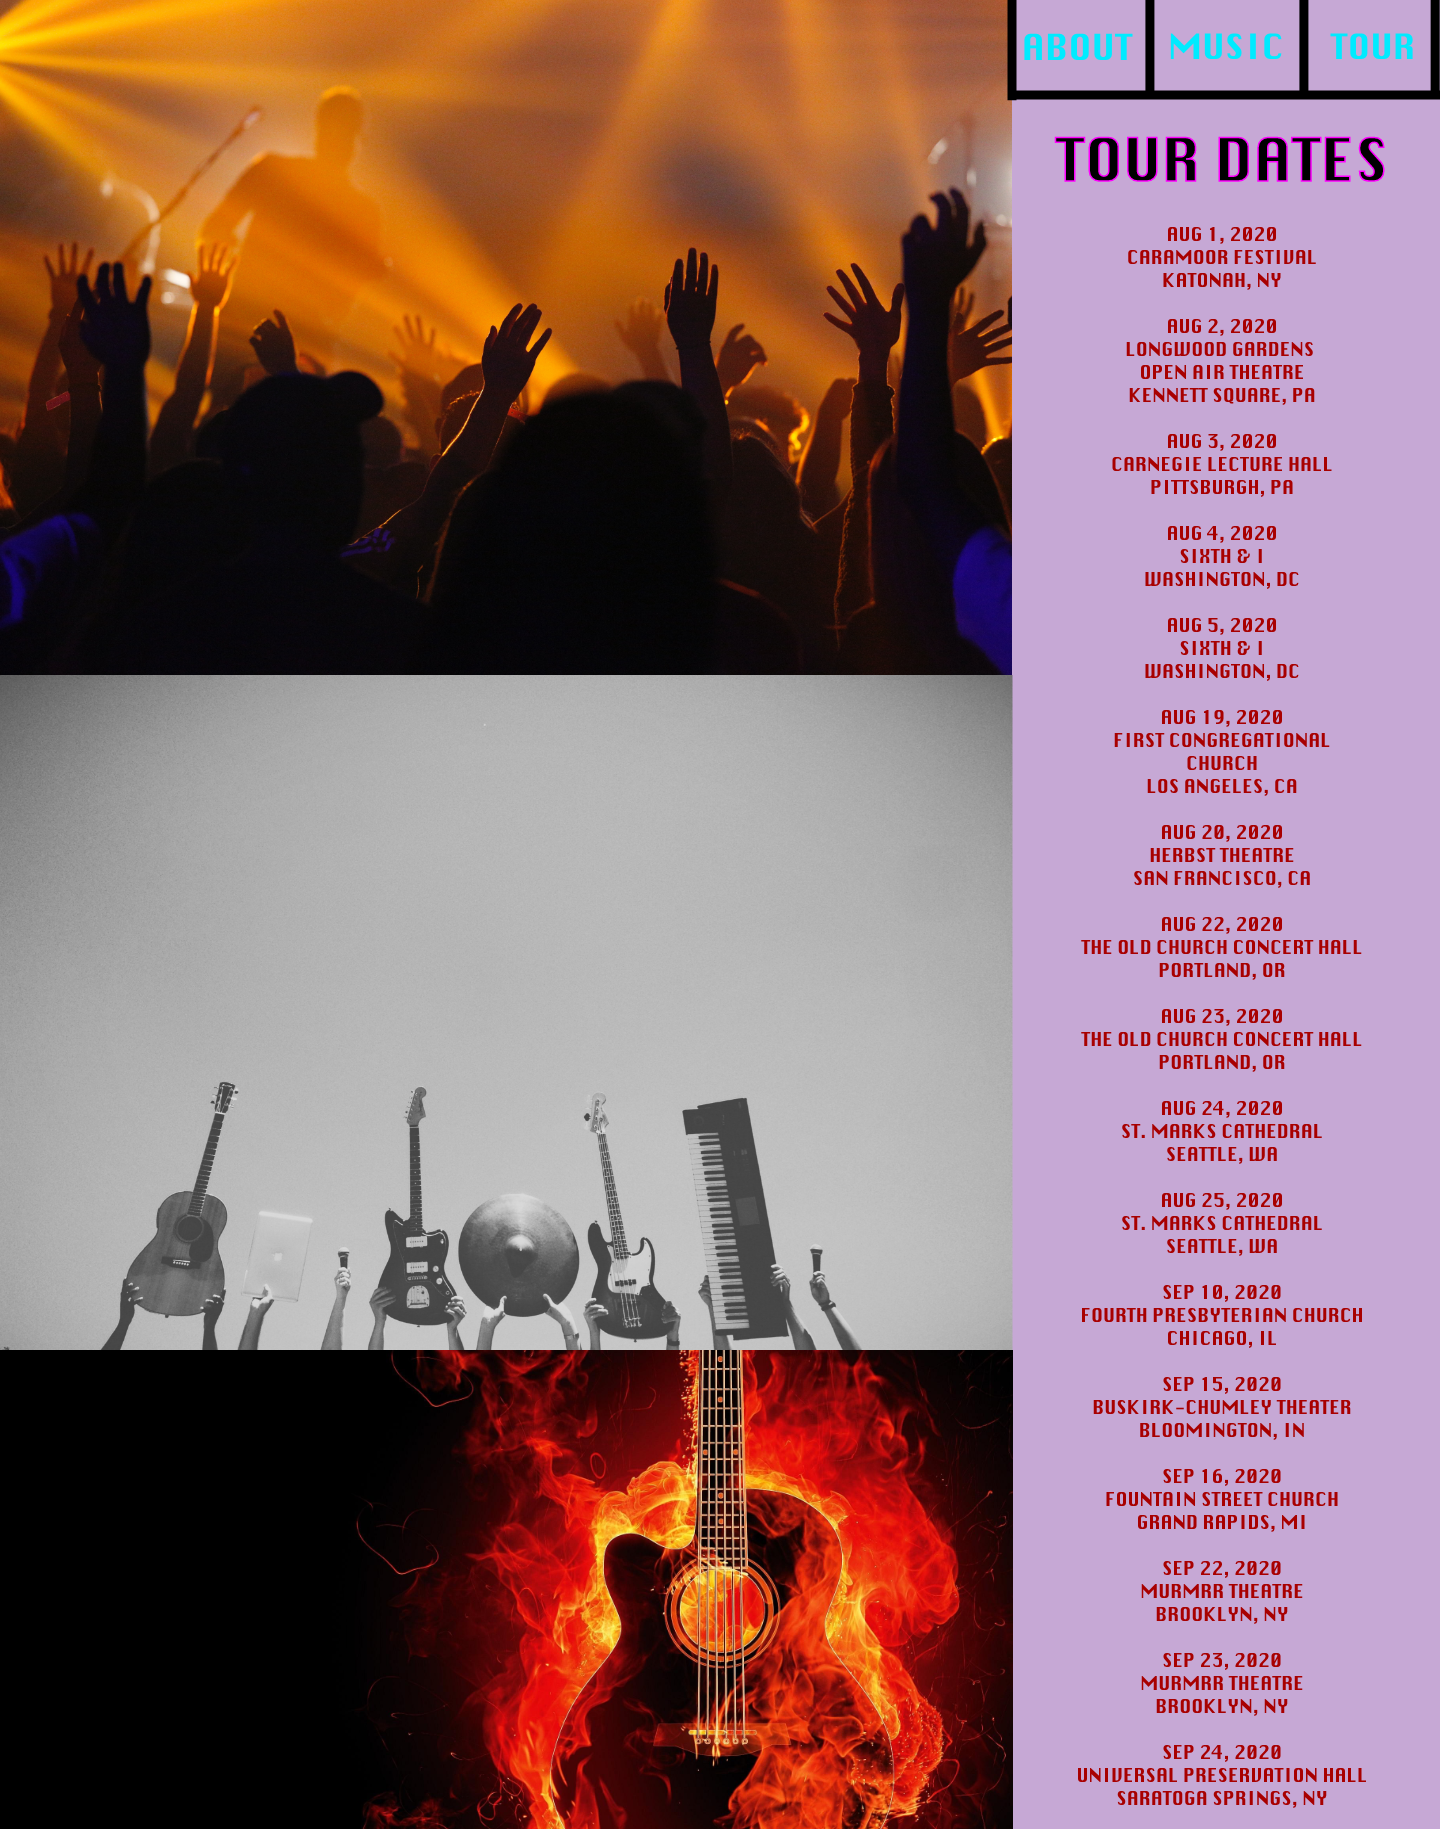 ABOUT MUSIC TOUR
TOUR DATES
AUG 1, 2020
CARAMOOR FESTIVAL
KATONAH, NY
AUG 2, 2020
LONGWOOD GARDENS
OPEN AIR THEATRE
KENNETT SQUARE, PA
AUG 3, 2020
CARNEGIE LECTURE HALL
PITTSBURGH, PA
AUG 4, 2020
SIXTH & I
WASHINGTON, DC
AUG 5, 2020
SIXTH & I
WASHINGTON, DC
AUG 19, 2020
FIRST CONGREGATIONAL
CHURCH
LOS ANGELES, CA
AUG 20, 2020
HERBST THEATRE
SAN FRANCISCO, CA
AUG 22, 2020
THE OLD CHURCH CONCERT HALL
PORTLAND, OR
AUG 23, 2020
THE OLD CHURCH CONCERT HALL
PORTLAND, OR
AUG 24, 2020
ST. MARKS CATHEDRAL
SEATTLE, WA
AUG 25, 2020
ST. MARKS CATHEDRAL
SEATTLE, WA
SEP 10, 2020
FOURTH PRESBYTERIAN CHURCH
CHICAGO, IL
SEP 15, 2020
BUSKIRK-CHUMLEY THEATER
BLOOMINGTON, IN
SEP 16, 2020
FOUNTAIN STREET CHURCH
GRAND RAPIDS, MI
SEP 22, 2020
MURMRR THEATRE
BROOKLYN, NY
SEP 23, 2020
MURMRR THEATRE
BROOKLYN, NY
SEP 24, 2020
UNIVERSAL PRESERVATION HALL
SARATOGA SPRINGS, NY